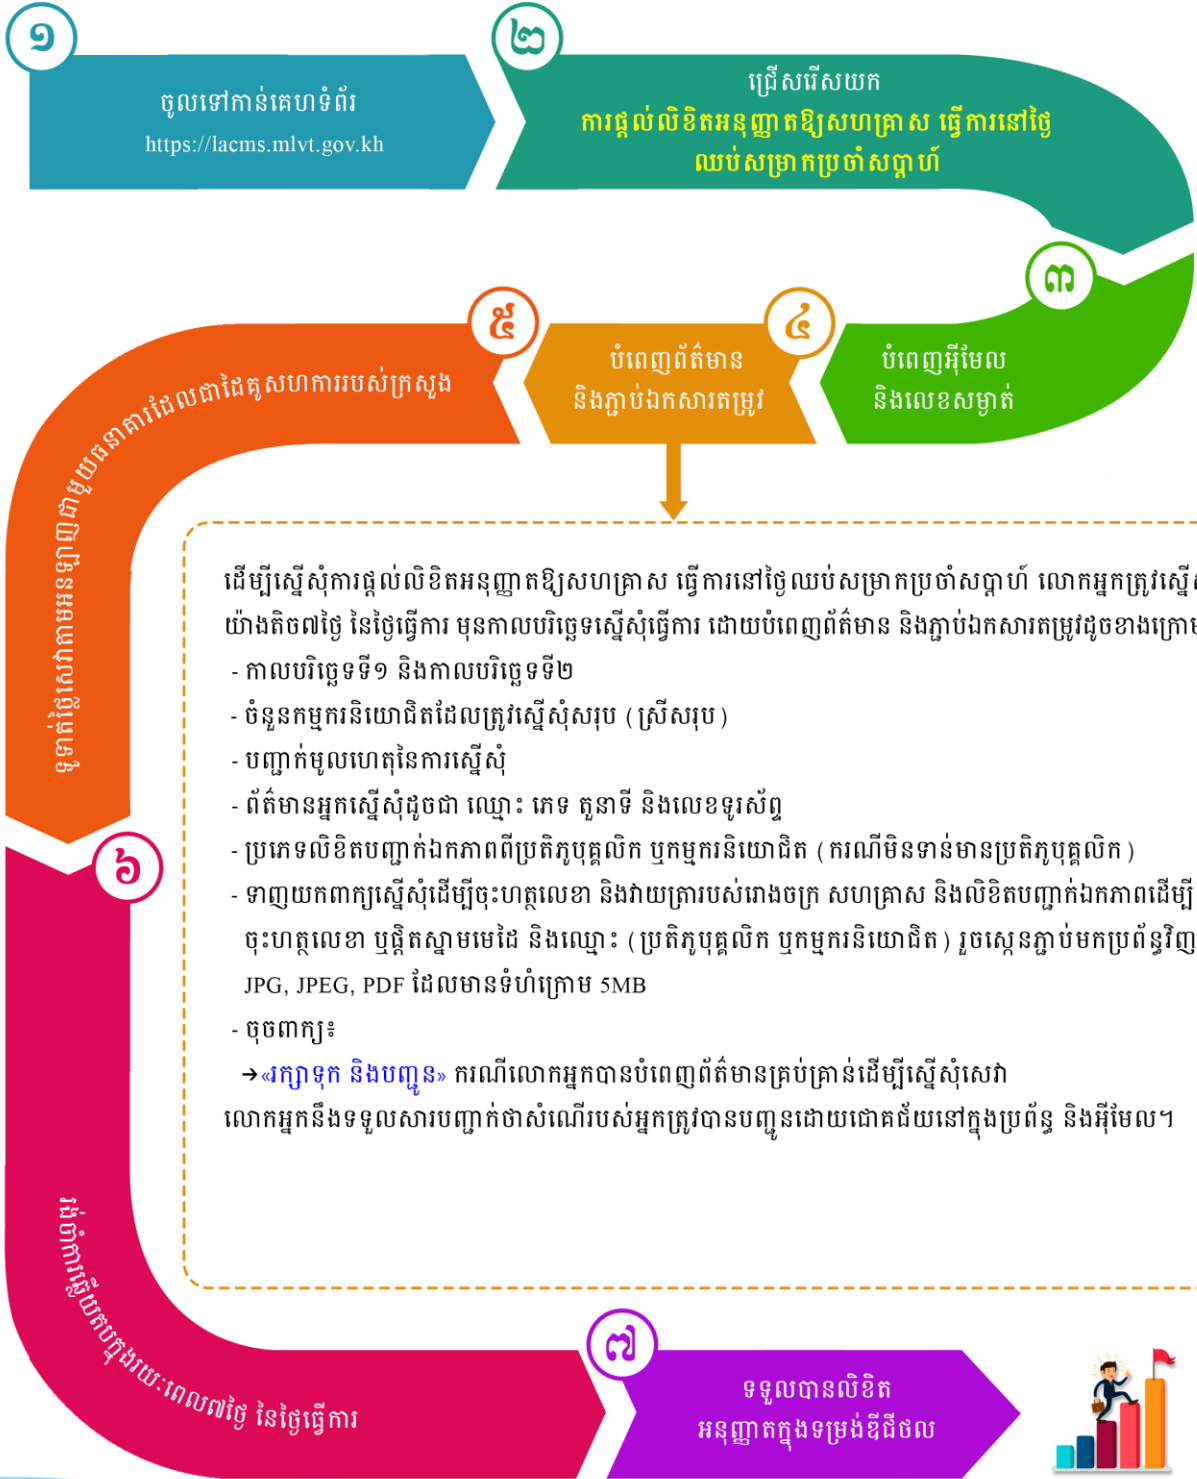 ១
ចូលទៅកាន់គេហទំព័រ
https://lacms.mlvt.gov.kh
២
ជ្រើសរើសយក
ការផ្តល់លិខិតអនុញ្ញាតឱ្យសហគ្រាស ធ្វើការនៅថ្ងៃ
ឈប់សម្រាកប្រចាំសប្តាហ៍
៣
បំពេញអ៊ីមែល
និងលេខសម្ងាត់
៤
បំពេញព័ត៌មាន
និងភ្ជាប់ឯកសារតម្រូវ
ដើម្បីស្នើសុំការផ្តល់លិខិតអនុញ្ញាតឱ្យសហគ្រាស ធ្វើការនៅថ្ងៃឈប់សម្រាកប្រចាំសប្តាហ៍ លោកអ្នកត្រូវ
យ៉ាងតិច៧ថ្ងៃ នៃថ្ងៃធ្វើការ មុនកាលបរិច្ឆេទស្នើសុំធ្វើការ ដោយបំពេញព័ត៌មាន និងភ្ជាប់ឯកសារតម្រូវដូចខាងក្រោម
- កាលបរិច្ឆេទទី១ និងកាលបរិច្ឆេទទី២
- ចំនួនកម្មករនិយោជិតដែលត្រូវស្នើសុំសរុប (ស្រីសរុប)
- បញ្ជាក់មូលហេតុនៃការស្នើសុំ
- ព័ត៌មានអ្នកស្នើសុំដូចជា ឈ្មោះ ភេទ តួនាទី និងលេខទូរស័ព្ទ
- ប្រភេទលិខិតបញ្ជាក់ឯកភាពពីប្រតិភូបុគ្គលិក ឬកម្មករនិយោជិត (ករណីមិនទាន់មានប្រតិភូបុគ្គលិក)
- ទាញយកពាក្យស្នើសុំដើម្បីចុះហត្ថលេខា និងវាយត្រារបស់រោងចក្រ សហគ្រាស និងលិខិតបញ្ជាក់ឯកភាពដើម្បី
ចុះហត្ថលេខា ឬផ្តិតស្នាមមេដៃ និងឈ្មោះ (ប្រតិភូបុគ្គលិក ឬកម្មករនិយោជិត) រួចស្កេនភ្ជាប់មកប្រព័ន្ធវិញ
JPG, JPEG, PDF ដែលមានទំហំក្រោម 5MB
- ចុចពាក្យ៖
→«រក្សាទុក និងបញ្ជូន» ករណីលោកអ្នកបានបំពេញព័ត៌មានគ្រប់គ្រាន់ដើម្បីស្នើសុំសេវា
លោកអ្នកនឹងទទួលសារបញ្ជាក់ថាសំណើរបស់អ្នកត្រូវបានបញ្ជូនដោយជោគជ័យនៅក្នុងប្រព័ន្ធ និងអ៊ីមែល។
៥
ទូទាត់ថ្លៃសេវាតាមអនឡាញជាមួយធនាគារដែលជាដៃគូសហការរបស់ក្រសួង
៦
រង់ចាំការឆ្លើយតបក្នុងរយៈពេល៧ថ្ងៃ នៃថ្ងៃធ្វើការ
៧
ទទួលបានលិខិត
អនុញ្ញាតក្នុងទម្រង់ឌីជីថល